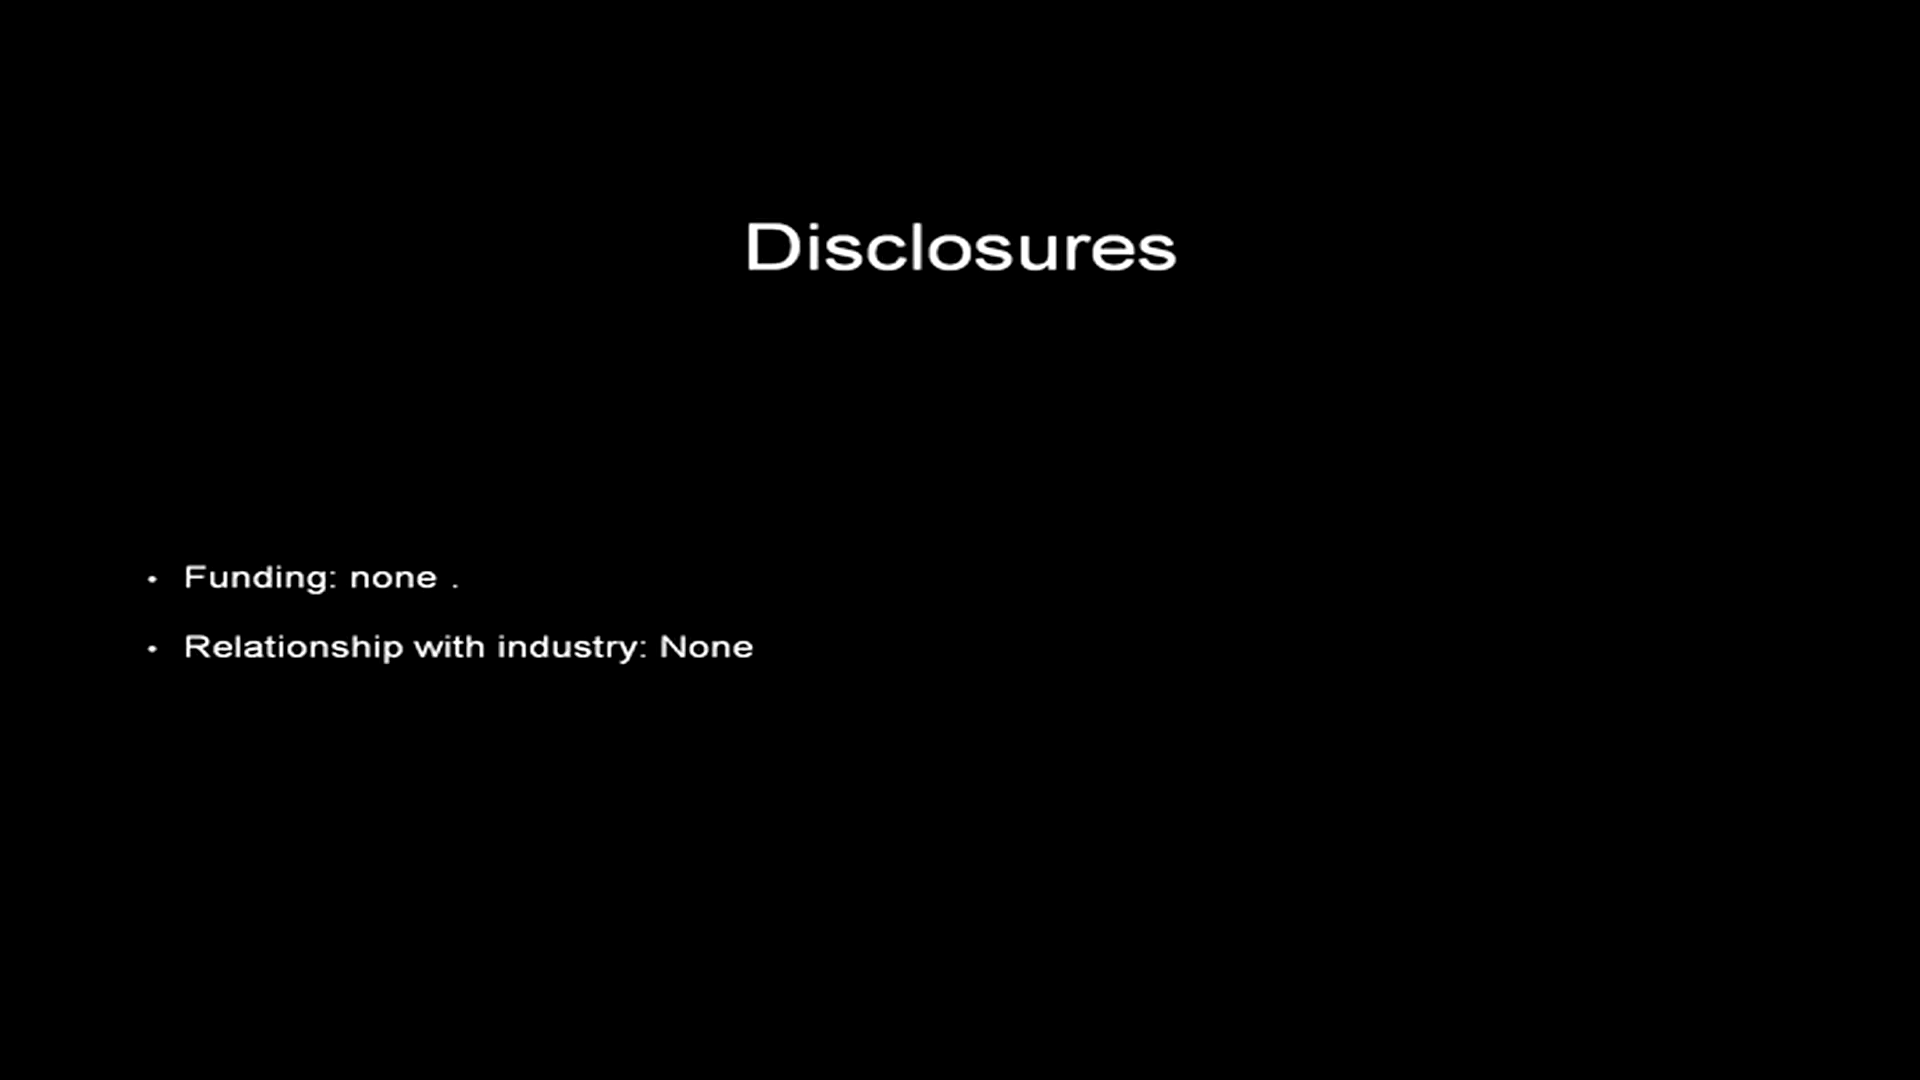 Disclosures
• Funding: none .
• Relationship with industry: None